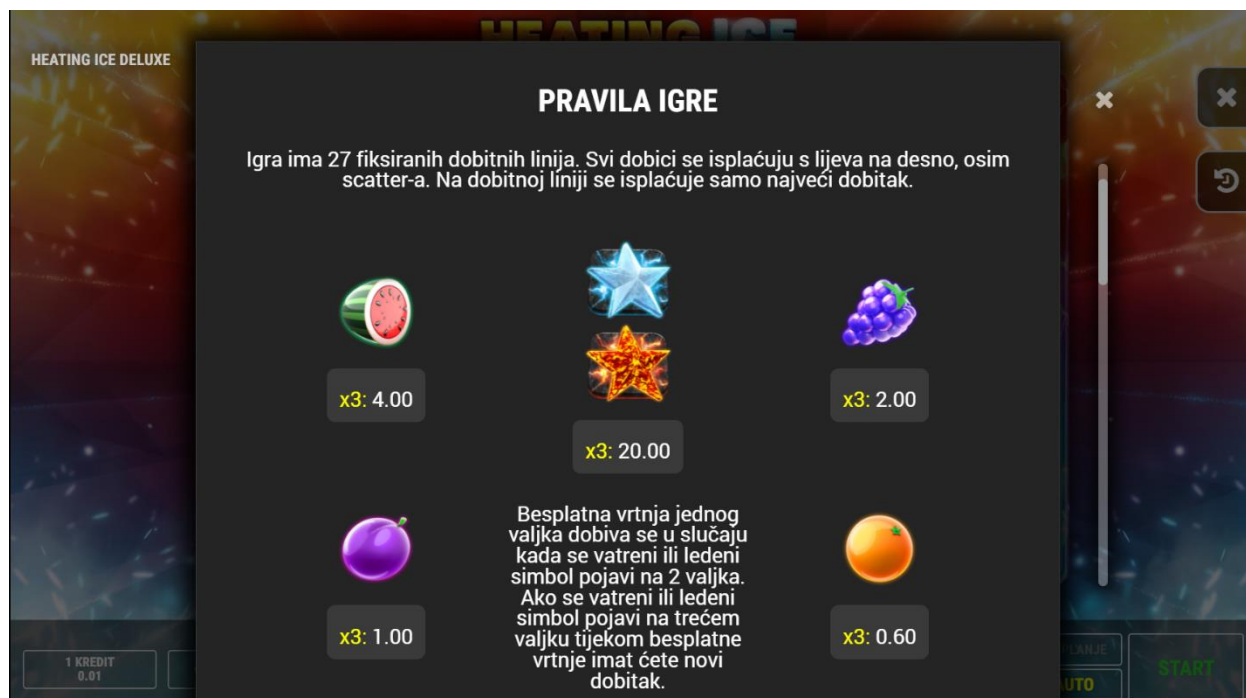 HEATING ICE
HEATING ICE DELUXE
PRAVILA IGRE
Igra ima 27 fiksiranih dobitnih linija. Svi dobici se isplaćuju s lijeva na desno, osim
scatter-a. Na dobitnoj liniji se isplaćuje samo najveći dobitak.
x3: 4.00
x3: 20.00
x3: 2.00
Besplatna vrtnja jednog
valjka dobiva se u slučaju
kada se vatreni ili ledeni
simbol pojavi na 2 valjka.
Ako se vatreni ili ledeni
simbol pojavi na trećem
valjku tijekom besplatne
vrtnje imat ćete novi
dobitak.
x3: 1.00
x3: 0.60
1 KREDIT
0.01
START